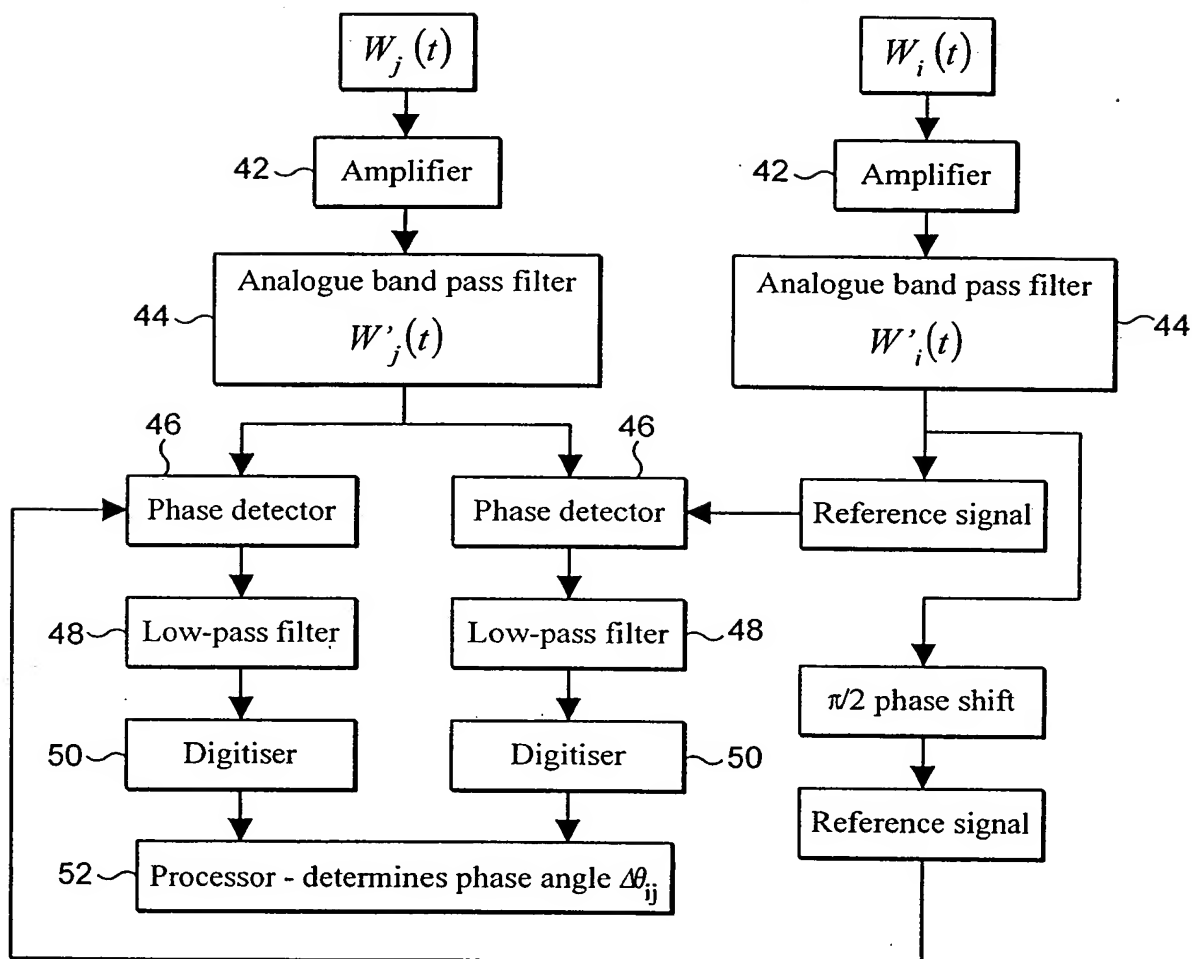 W_j (t)
W_i (t)
42
Amplifier
42
Amplifier
Analogue band pass filter
W'_j(t)
44
Analogue band pass filter
W'_i(t)
44
46
46
Phase detector
Phase detector
Reference signal
48
Low-pass filter
Low-pass filter
48
π/2 phase shift
50
Digitiser
Digitiser
50
Reference signal
52
Processor - determines phase angle Δθ_ij